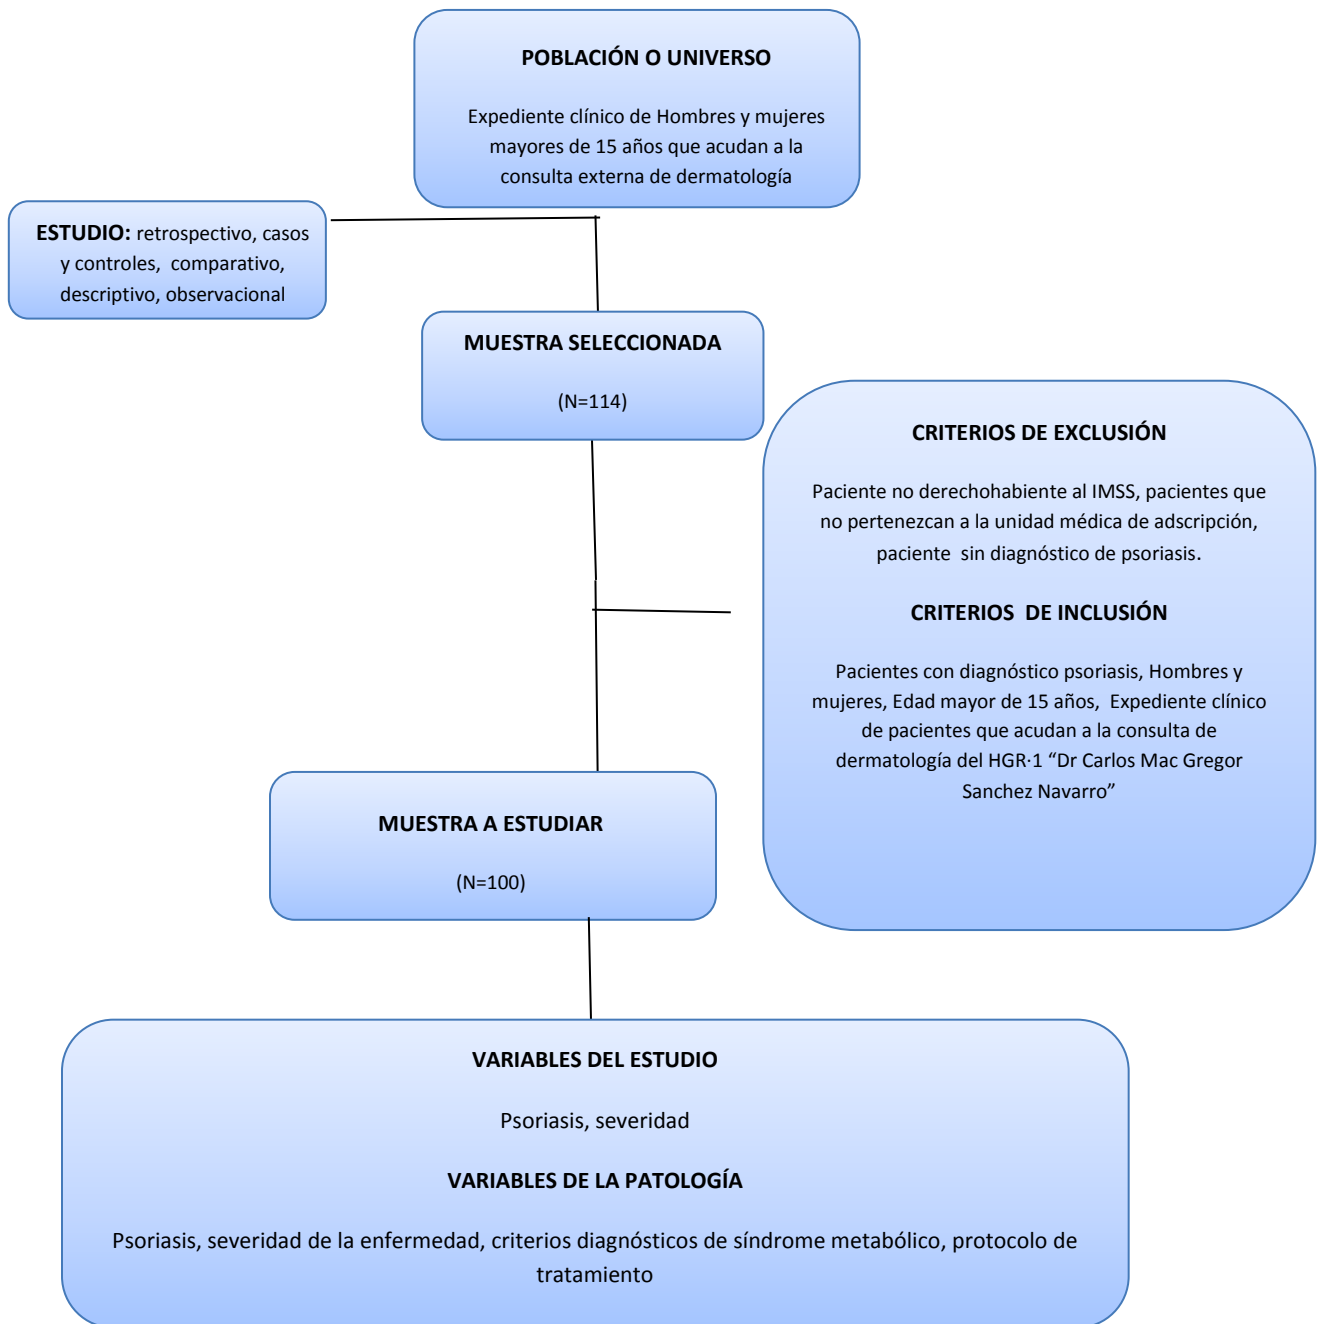 POBLACIÓN O UNIVERSO
Expediente clínico de Hombres y mujeres
mayores de 15 años que acudan a la
consulta externa de dermatología
ESTUDIO: retrospectivo, casos
y controles, comparativo,
descriptivo, observacional
MUESTRA SELECCIONADA
(N=114)
CRITERIOS DE EXCLUSIÓN
Paciente no derechohabiente al IMSS, pacientes que
no pertenezcan a la unidad médica de adscripción,
paciente sin diagnóstico de psoriasis.
CRITERIOS DE INCLUSIÓN
Pacientes con diagnóstico psoriasis, Hombres y
mujeres, Edad mayor de 15 años, Expediente clínico
de pacientes que acudan a la consulta de
dermatología del HGR·1 “Dr Carlos Mac Gregor
Sanchez Navarro”
MUESTRA A ESTUDIAR
(N=100)
VARIABLES DEL ESTUDIO
Psoriasis, severidad
VARIABLES DE LA PATOLOGÍA
Psoriasis, severidad de la enfermedad, criterios diagnósticos de síndrome metabólico, protocolo de
tratamiento